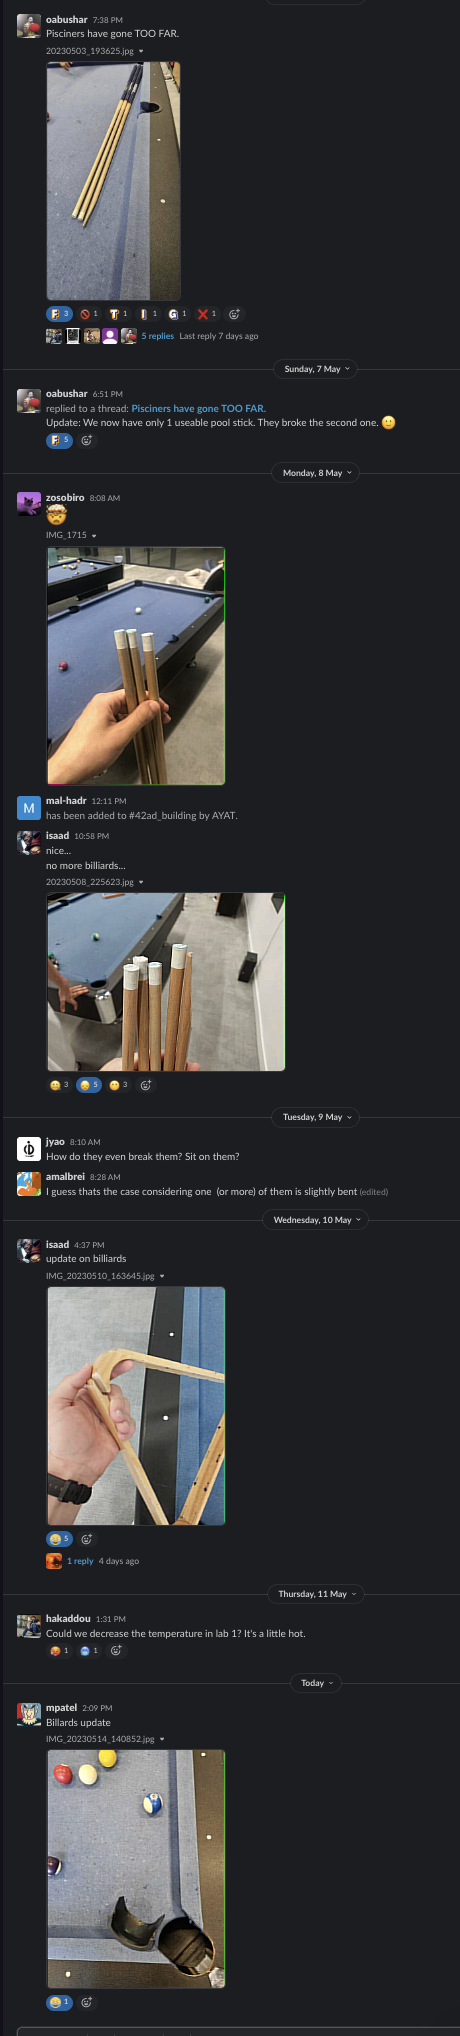 oabushar 7:38 PM
Pisciners have gone TOO FAR.
20230503_193625.jpg
3 1 1 1 1 1
5 replies Last reply 7 days ago
Sunday, 7 May
oabushar 6:51 PM
replied to a thread: Pisciners have gone TOO FAR.
Update: We now have only 1 useable pool stick. They broke the second one.
5
Monday, 8 May
zosobiro 8:08 AM
IMG_1715
M
mal-hadr 12:11 PM
has been added to #42ad_building by AYAT.
isaad 10:58 PM
nice...
no more billiards...
20230508_225623.jpg
3 5 3
Tuesday, 9 May
jyao 8:10 AM
How do they even break them? Sit on them?
amalbrei 8:28 AM
I guess thats the case considering one (or more) of them is slightly bent (edited)
Wednesday, 10 May
isaad 4:37 PM
update on billiards
IMG_20230510_163645.jpg
5
1 reply 4 days ago
Thursday, 11 May
hakaddou 1:31 PM
Could we decrease the temperature in lab 1? It's a little hot.
1 1
Today
mpatel 2:09 PM
Billards update
IMG_20230514_140852.jpg
1